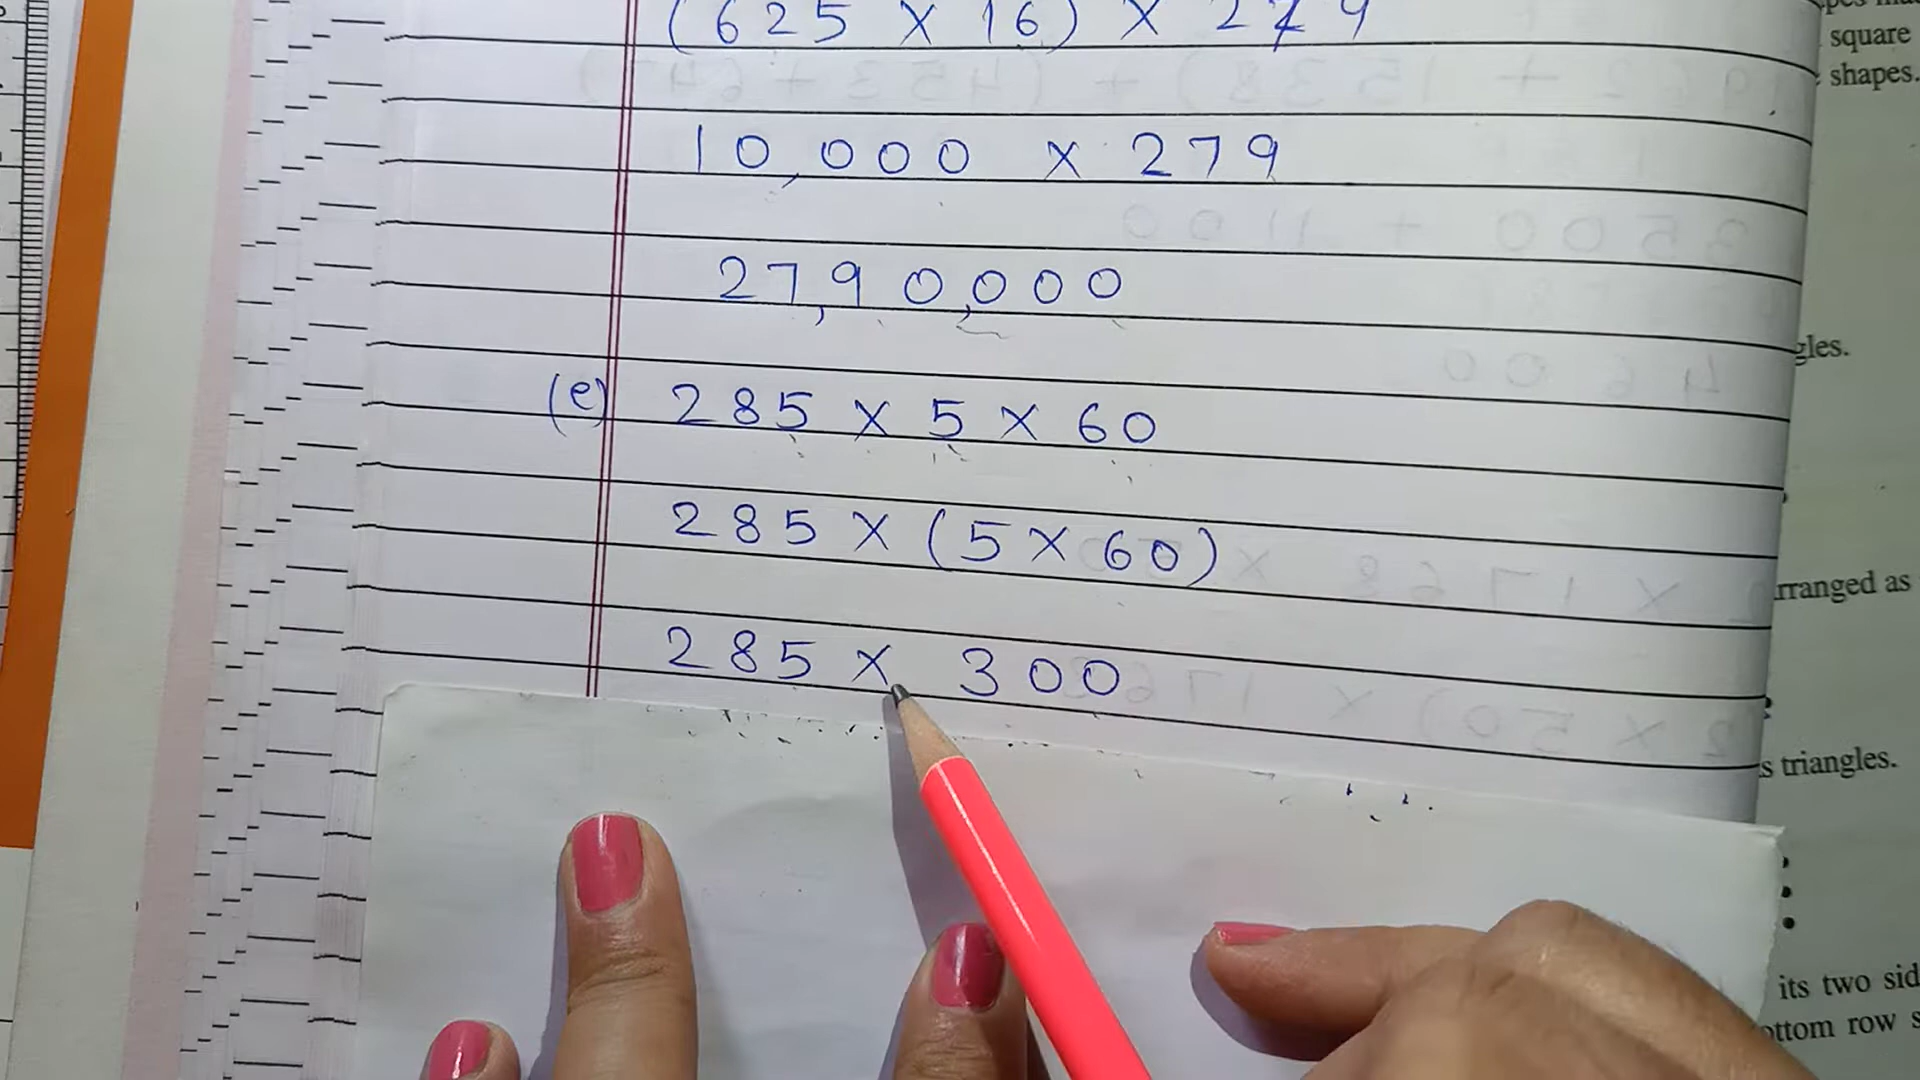 (625 X 16) X 279
10,000 X 279
27,90,000
(e) 285 X 5 X 60
285 X (5 X 60)
285 X 300
square
shapes.
gles.
rranged as
s triangles.
its two sid
ottom row s